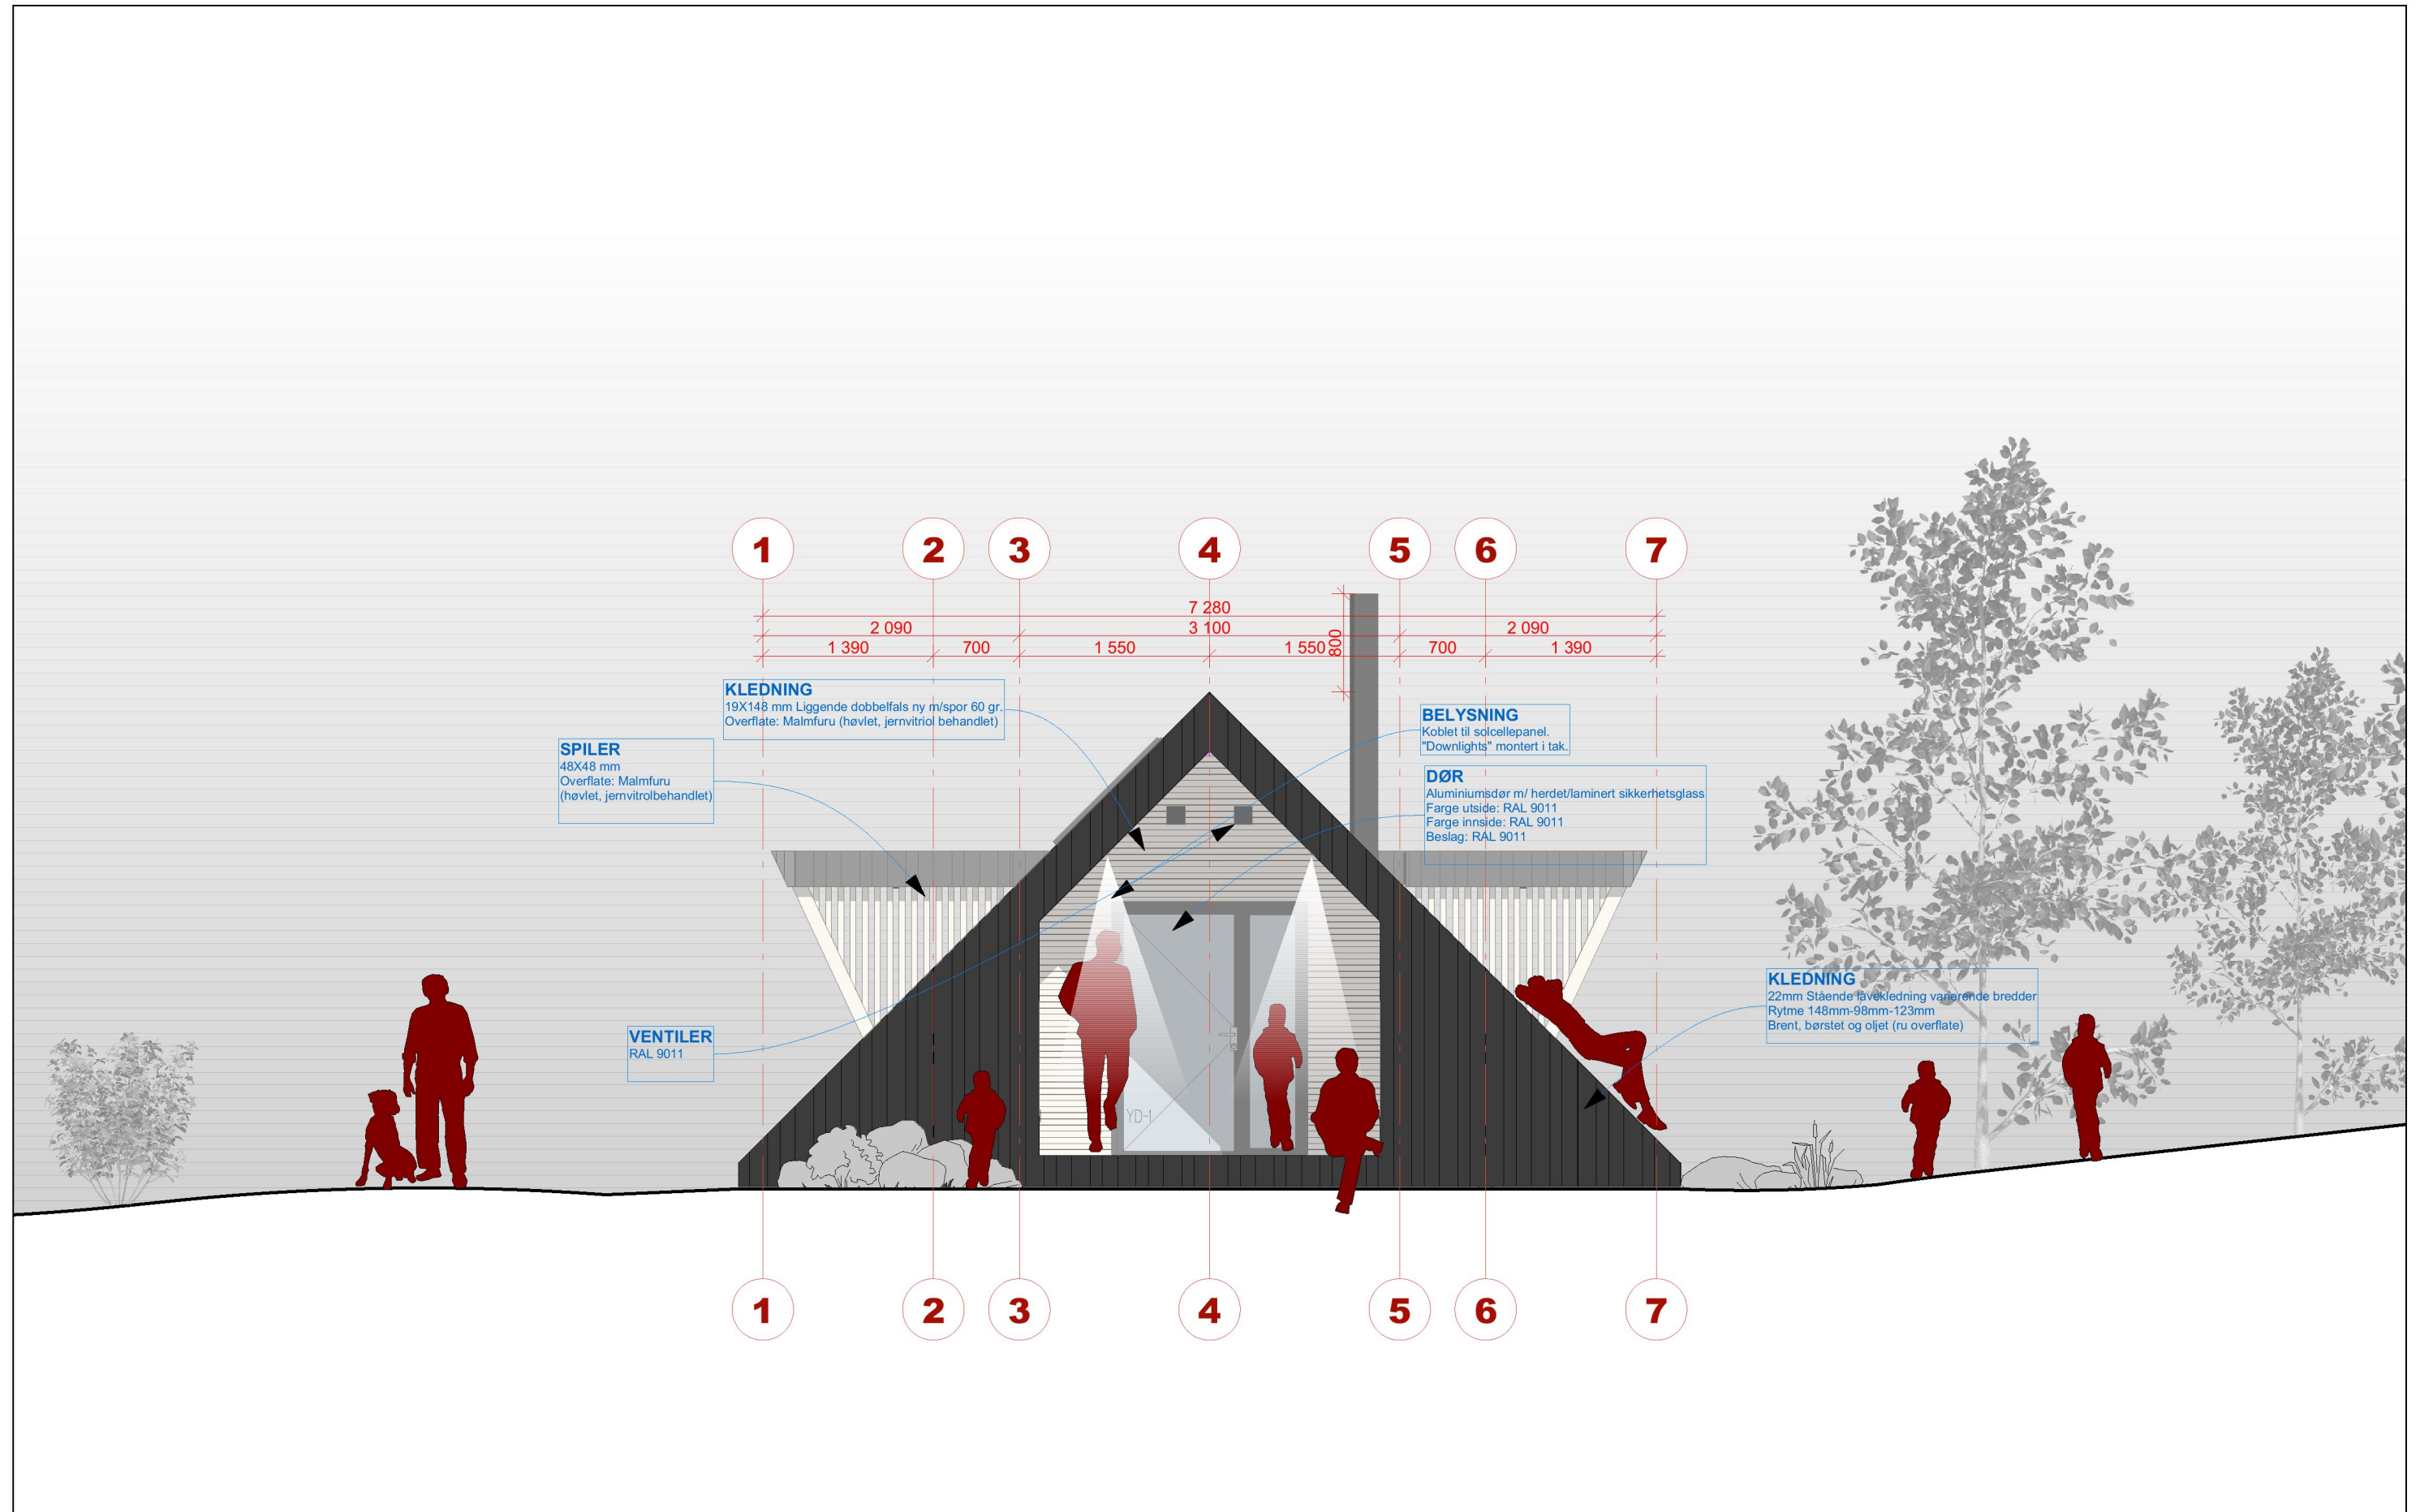 1 2 3 4 5 6 7
7 280
2 090 3 100 2 090
1 390 700 1 550 1 550 700 1 390
800
KLEDNING
19X148 mm Liggende dobbelfals ny m/spor 60 gr.
Overflate: Malmfuru (høvlet, jernvitriol behandlet)
SPILER
48X48 mm
Overflate: Malmfuru
(høvlet, jernvitrolbehandlet)
BELYSNING
Koblet til solcellepanel.
"Downlights" montert i tak.
DØR
Aluminiumsdør m/ herdet/laminert sikkerhetsglass
Farge utside: RAL 9011
Farge innside: RAL 9011
Beslag: RAL 9011
KLEDNING
22mm Stående låvekledning varierende bredder
Rytme 148mm-98mm-123mm
Brent, børstet og oljet (ru overflate)
VENTILER
RAL 9011
YD-1
1 2 3 4 5 6 7